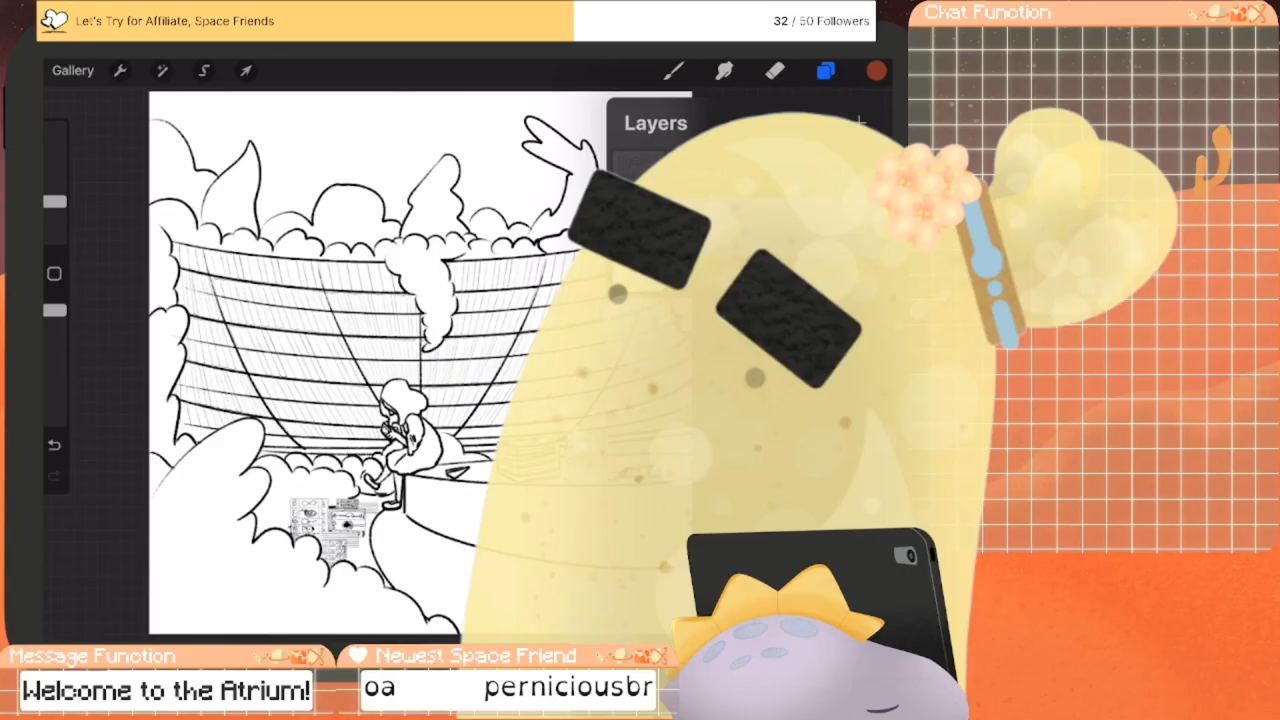 Let's Try for Affiliate, Space Friends
32 / 50 Followers
Chat Function
Gallery
Layers
Message Function
Newest Space Friend
Welcome to the Atrium!
oa perniciousbr